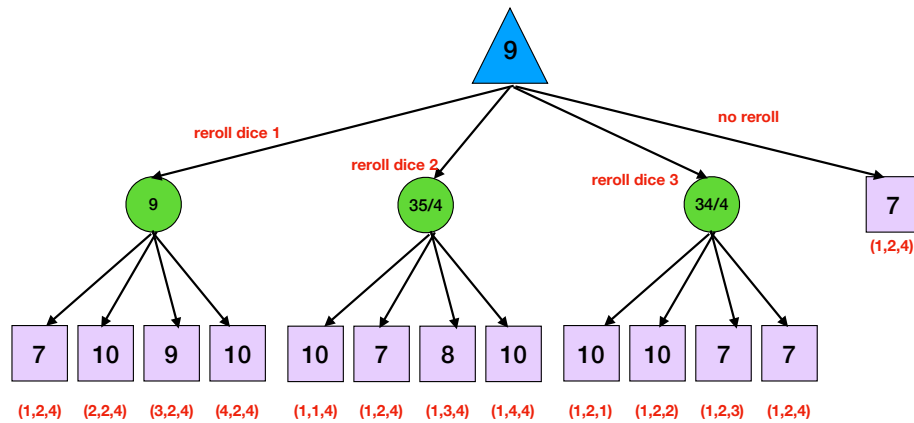 9
reroll dice 1
reroll dice 2
reroll dice 3
no reroll
9
35/4
34/4
7
(1,2,4)
7 10 9 10 10 7 8 10 10 10 7 7
(1,2,4) (2,2,4) (3,2,4) (4,2,4) (1,1,4) (1,2,4) (1,3,4) (1,4,4) (1,2,1) (1,2,2) (1,2,3) (1,2,4)